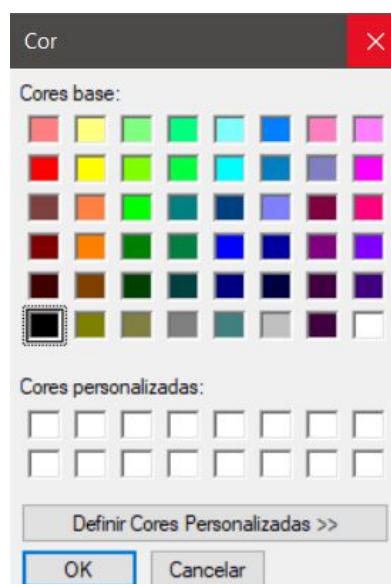 Cor
Cores base:
Cores personalizadas:
Definir Cores Personalizadas >>
OK
Cancelar